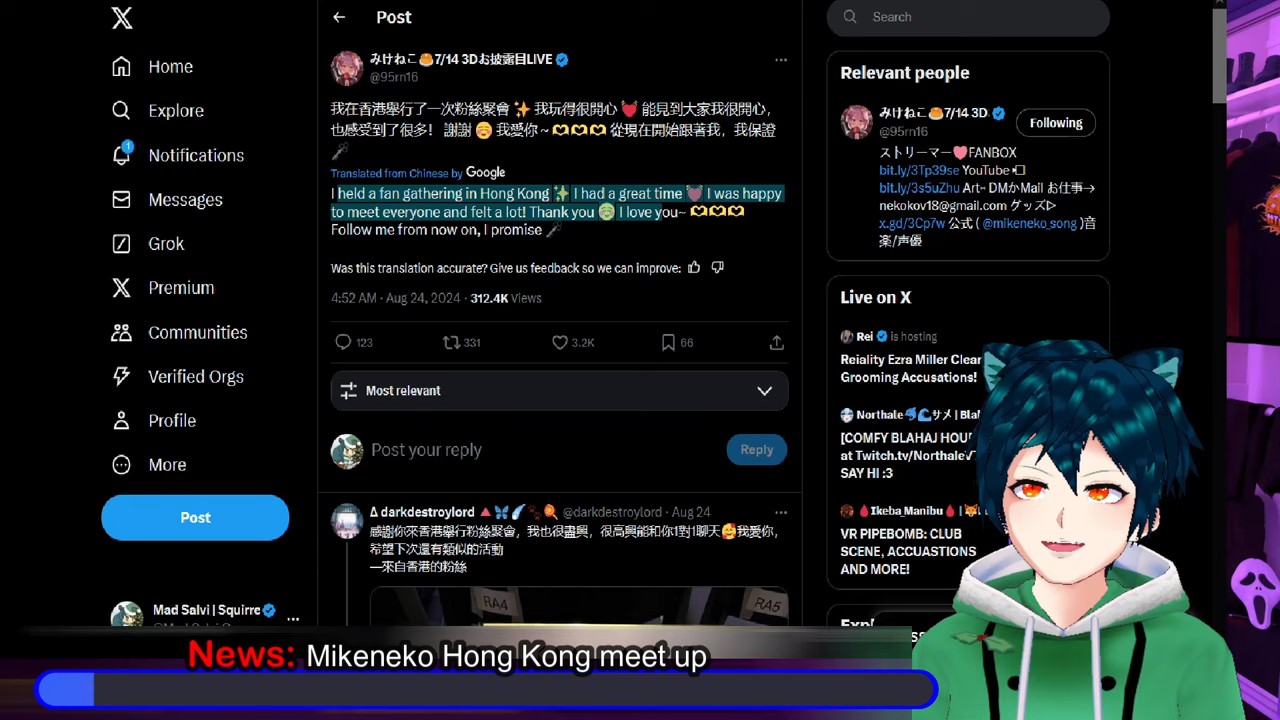 Home
Explore
1
Notifications
Messages
Grok
Premium
Communities
Verified Orgs
Profile
More
Post
Mad Salvi | Squirre
Post
みけねこ🍮7/14 3Dお披露目LIVE
@95rn16
我在香港舉行了一次粉絲聚會 ✨ 我玩得很開心 💓 能見到大家我很開心，
也感受到了很多！ 謝謝 ☺️ 我愛你~ 🫶🫶🫶 從現在開始跟著我，我保證
🗝️
Translated from Chinese by Google
I held a fan gathering in Hong Kong ✨ I had a great time 💓 I was happy
to meet everyone and felt a lot! Thank you ☺️ I love you~ 🫶🫶🫶
Follow me from now on, I promise 🗝️
Was this translation accurate? Give us feedback so we can improve:
4:52 AM · Aug 24, 2024 · 312.4K Views
123 331 3.2K 66
Most relevant
Post your reply
Reply
Δ darkdestroylord @darkdestroylord · Aug 24
感謝你來香港舉行粉絲聚會，我也很盡興，很高興能和你1對1聊天🥰我愛你，
希望下次還有類似的活動
—來自香港的粉絲
RA4
RA5
Search
Relevant people
みけねこ🍮7/14 3D
@95rn16
Following
ストリーマー🩷FANBOX
bit.ly/3Tp39se YouTube
bit.ly/3s5uZhu Art- DMかMail お仕事→
nekokov18@gmail.com グッズ▷
x.gd/3Cp7w 公式 ( @mikeneko_song )音
楽/声優
Live on X
Rei is hosting
Reiality Ezra Miller Clear
Grooming Accusations!
Northale🐬🌊サメ | Blal
[COMFY BLAHAJ HOU
at Twitch.tv/NorthaleVT
SAY HI :3
🩸Ikeba Manibu🩸 |
VR PIPEBOMB: CLUB
SCENE, ACCUASTIONS
AND MORE!
News: Mikeneko Hong Kong meet up